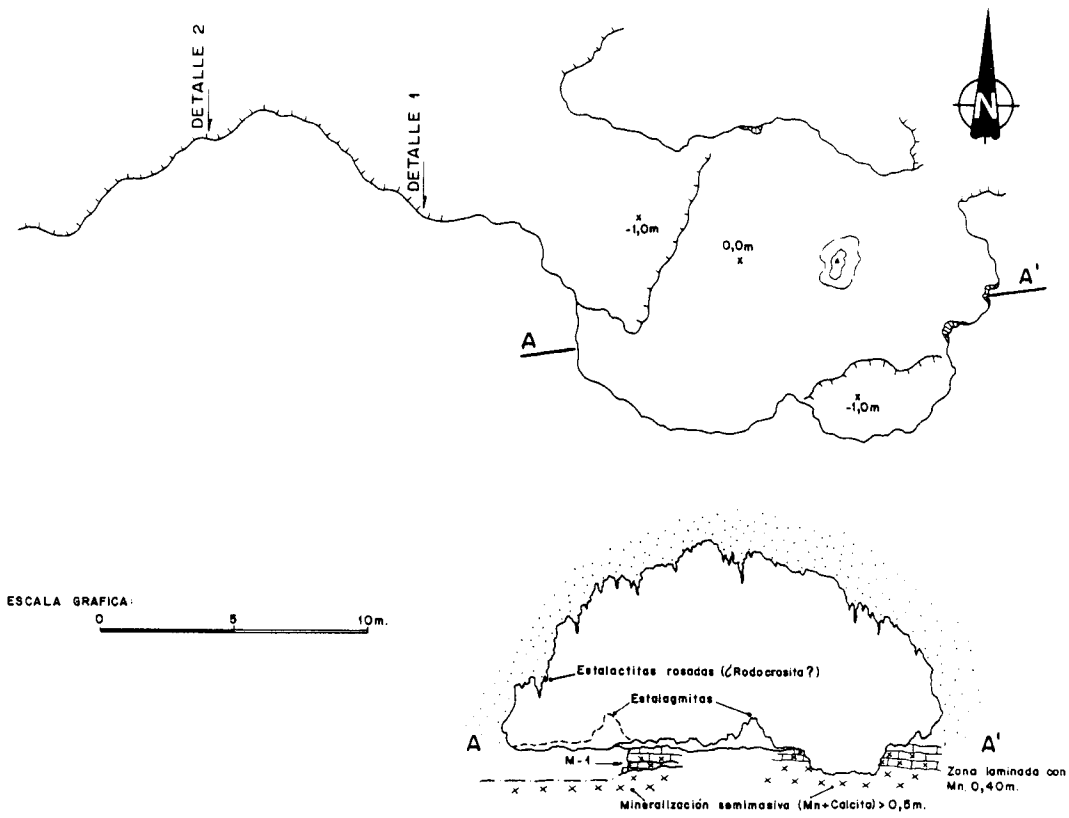 DETALLE 2
DETALLE 1
N
x
-1,0m
0,0m
x
A'
A
x
-1,0m
ESCALA GRAFICA:
0 5 10m.
Estalactitas rosadas (¿Rodocrosita?)
Estalagmitas
A
A'
M-1
Zona laminada con
Mn. 0,40m.
Mineralización semimasiva (Mn+Calcita) > 0,5m.